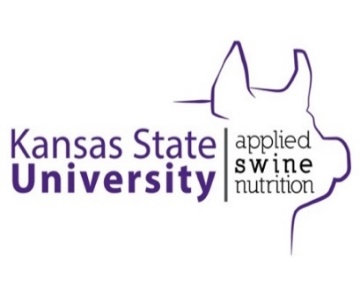 Kansas State
University
applied
swine
nutrition